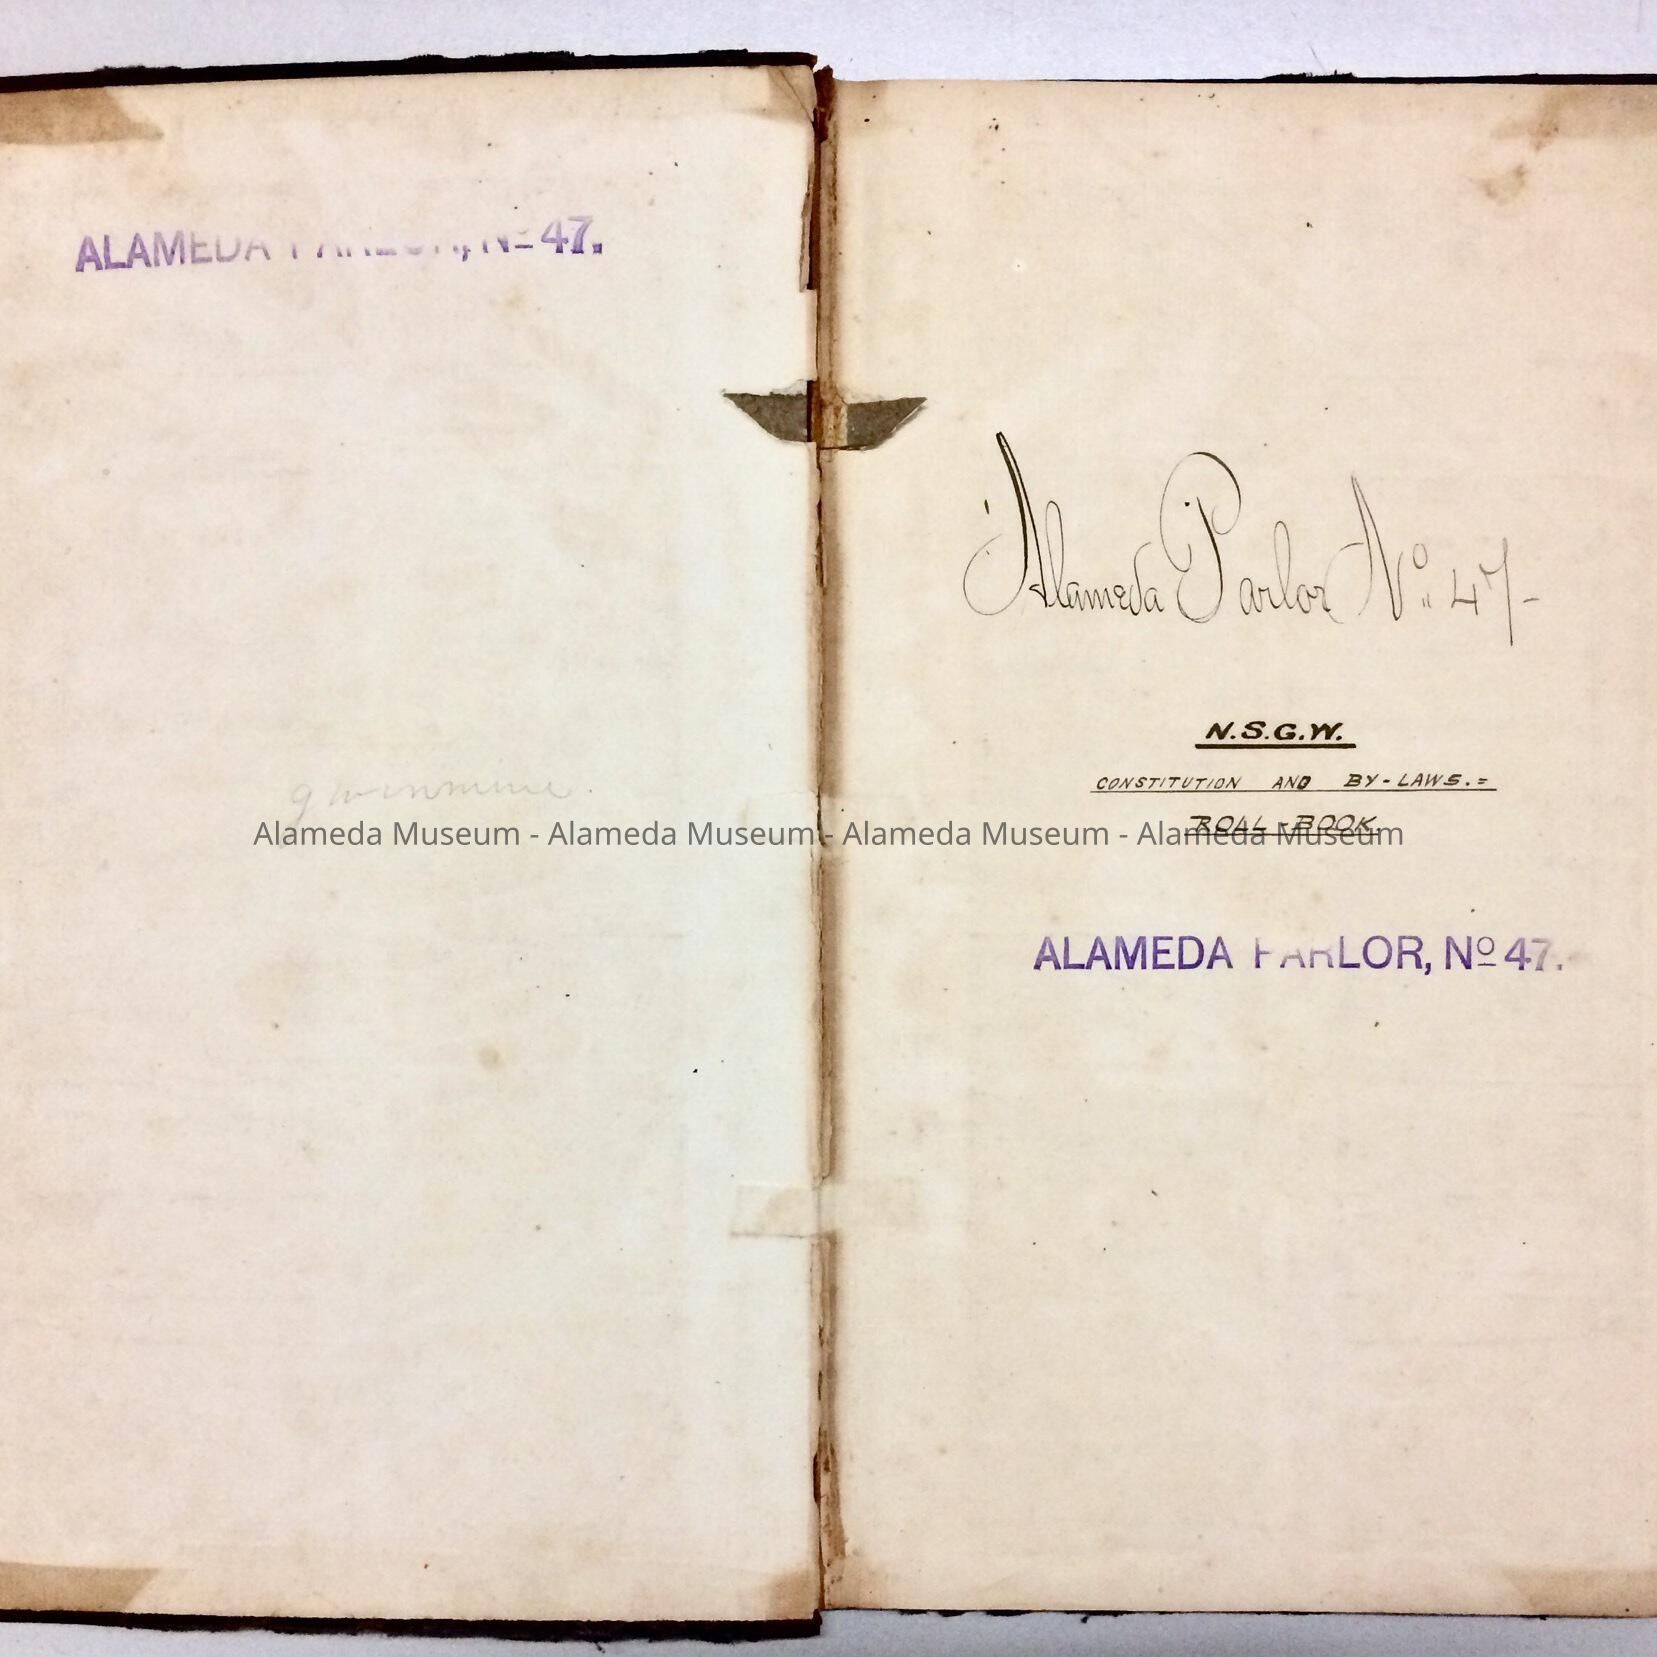 ALAMEDA PARLOR, Nº 47.
Alameda Parlor Nº 47-
N.S.G.W.
CONSTITUTION AND BY-LAWS.=
ROLL-BOOK.
Alameda Museum - Alameda Museum - Alameda Museum - Alameda Museum
ALAMEDA PARLOR, Nº 47.